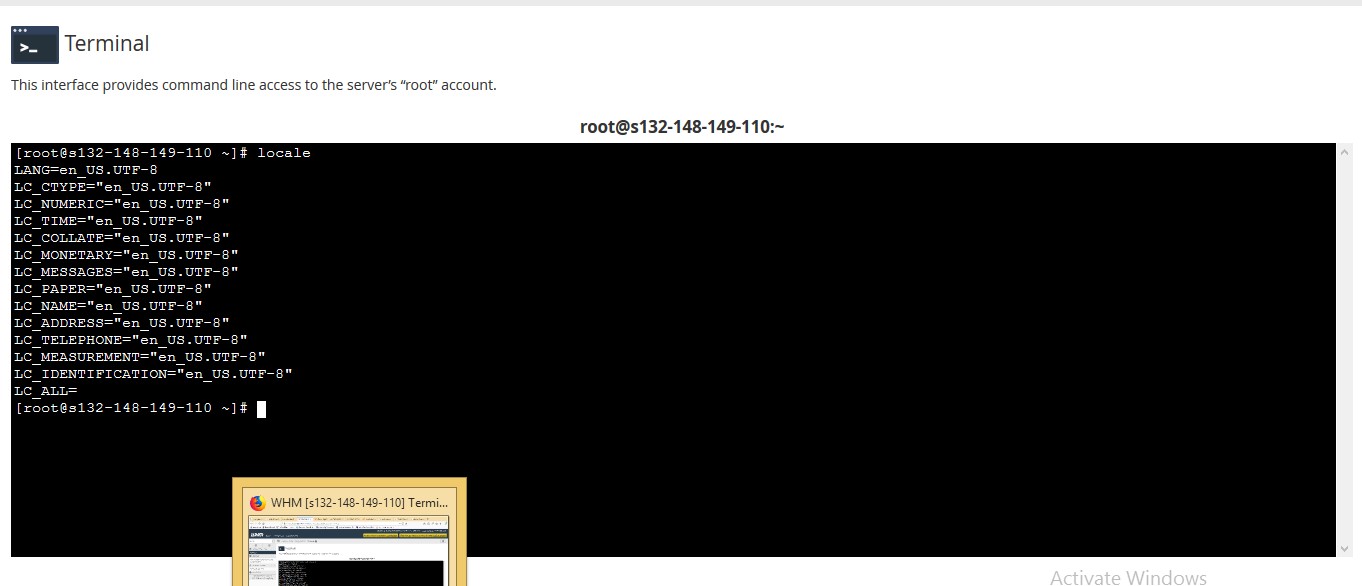 >_ Terminal
This interface provides command line access to the server's “root” account.
root@s132-148-149-110:~
[root@s132-148-149-110 ~]# locale
LANG=en_US.UTF-8
LC_CTYPE="en_US.UTF-8"
LC_NUMERIC="en_US.UTF-8"
LC_TIME="en_US.UTF-8"
LC_COLLATE="en_US.UTF-8"
LC_MONETARY="en_US.UTF-8"
LC_MESSAGES="en_US.UTF-8"
LC_PAPER="en_US.UTF-8"
LC_NAME="en_US.UTF-8"
LC_ADDRESS="en_US.UTF-8"
LC_TELEPHONE="en_US.UTF-8"
LC_MEASUREMENT="en_US.UTF-8"
LC_IDENTIFICATION="en_US.UTF-8"
LC_ALL=
[root@s132-148-149-110 ~]#
WHM [s132-148-149-110] Termi...
Activate Windows